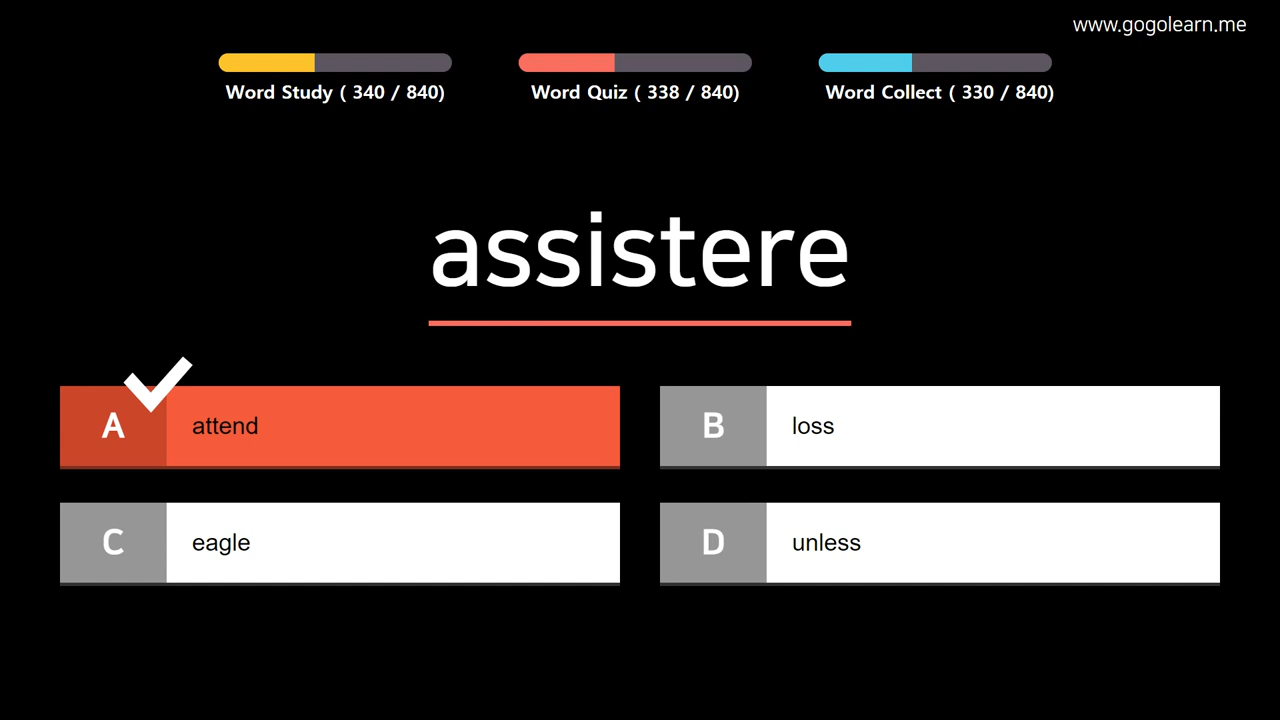 www.gogolearn.me
Word Study ( 340 / 840)
Word Quiz ( 338 / 840)
Word Collect ( 330 / 840)
assistere
A attend
B loss
C eagle
D unless